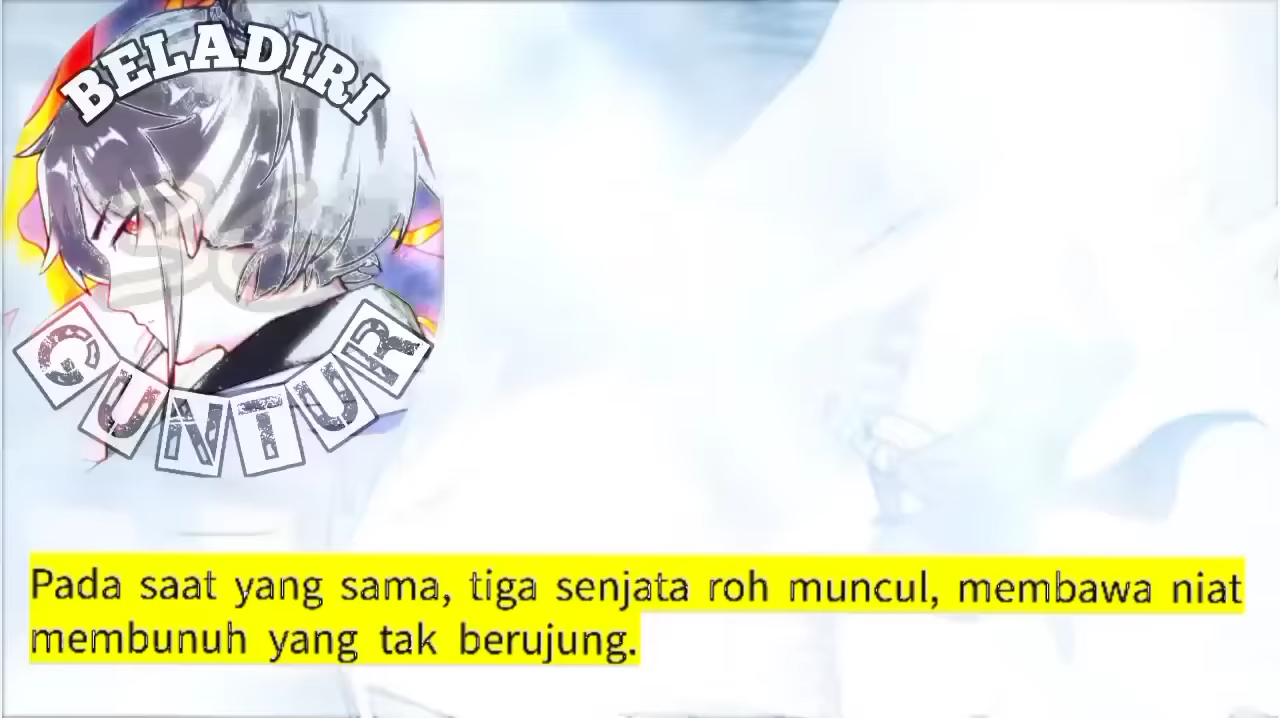 BELADIRI
GUNTUR
Pada saat yang sama, tiga senjata roh muncul, membawa niat
membunuh yang tak berujung.